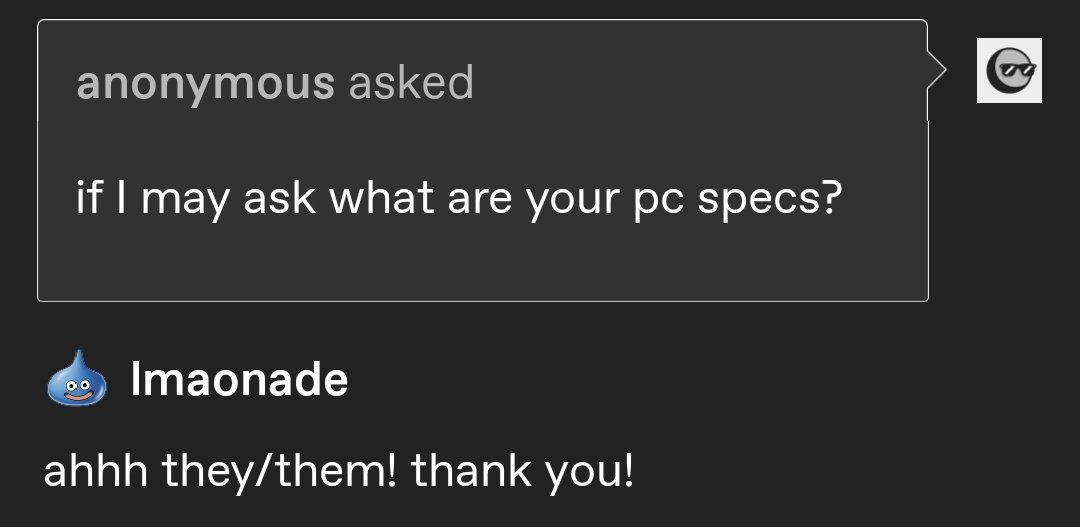 anonymous asked
if I may ask what are your pc specs?
lmaonade
ahhh they/them! thank you!